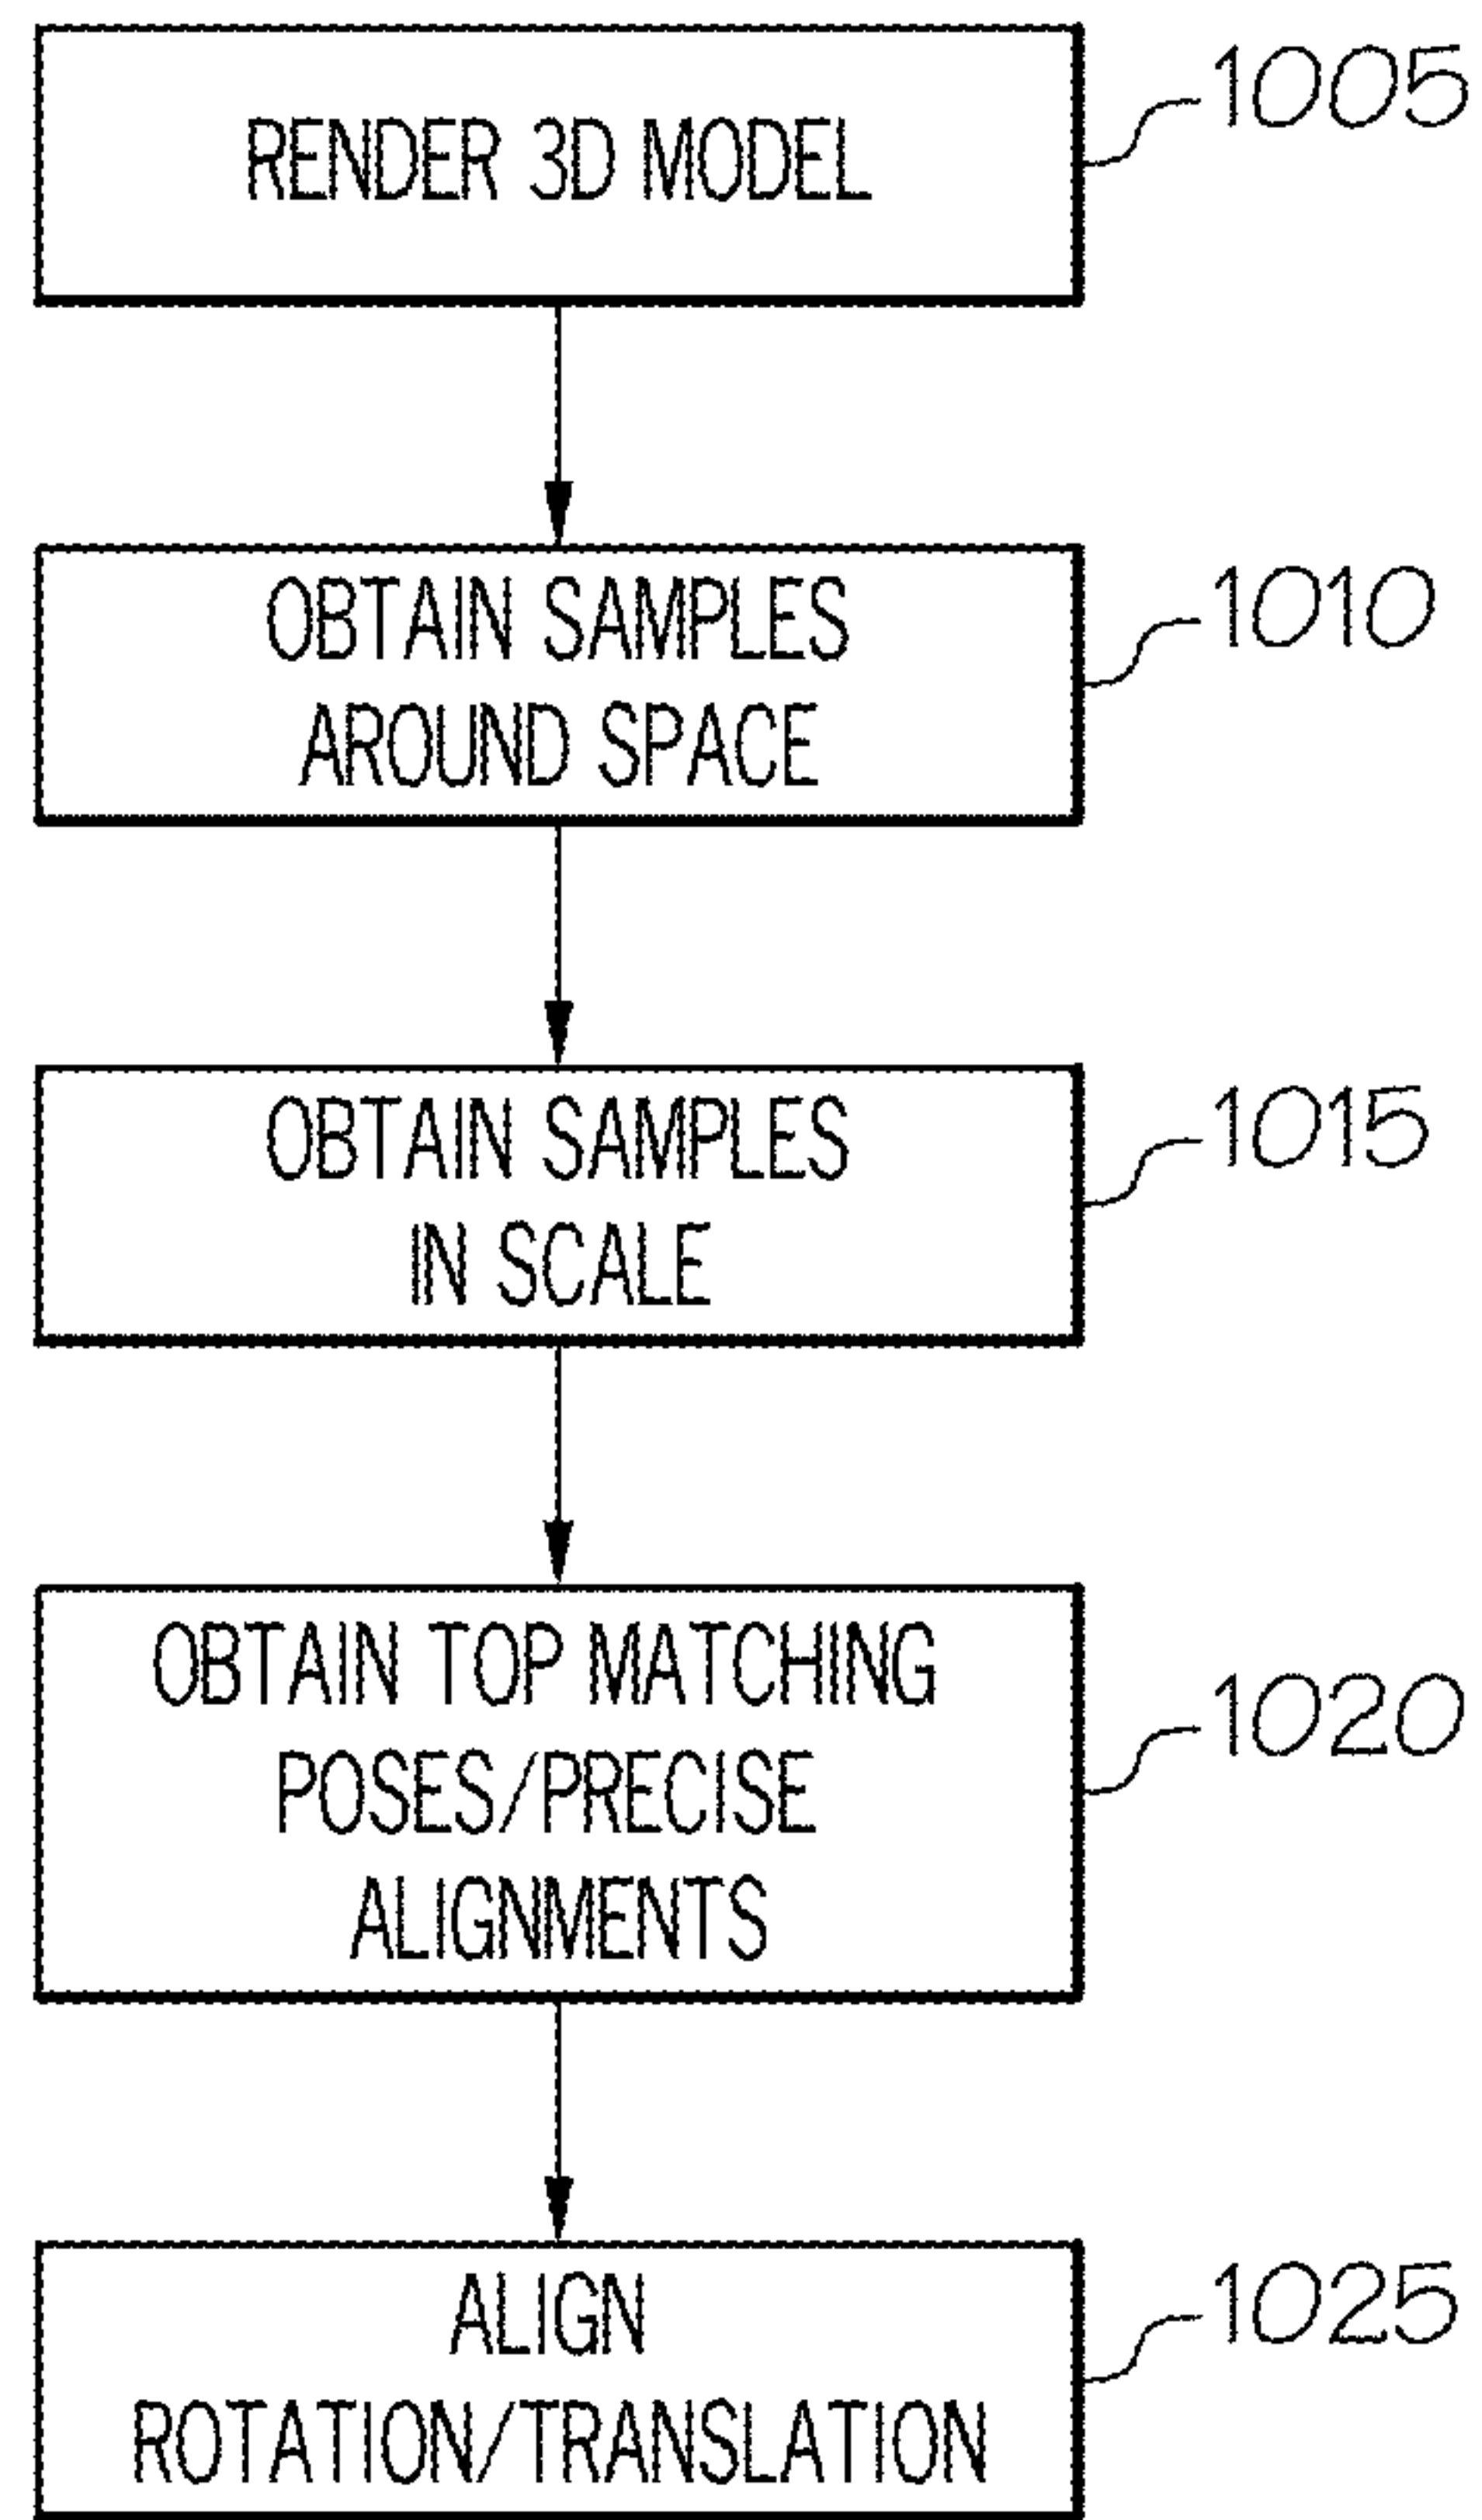 RENDER 3D MODEL
1005
OBTAIN SAMPLES
AROUND SPACE
1010
OBTAIN SAMPLES
IN SCALE
1015
OBTAIN TOP MATCHING
POSES/PRECISE
ALIGNMENTS
1020
ALIGN
ROTATION/TRANSLATION
1025